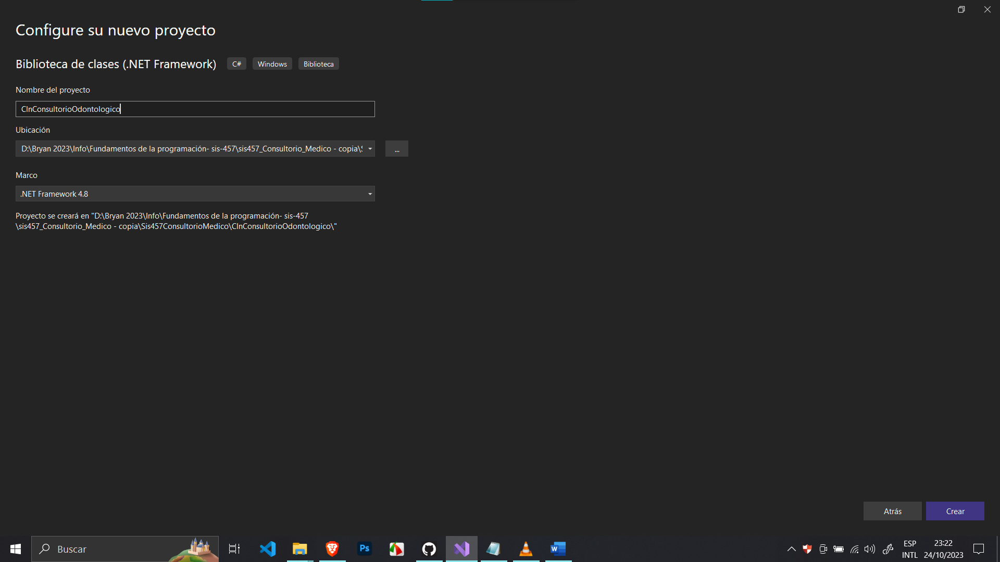 Configure su nuevo proyecto
Biblioteca de clases (.NET Framework) C# Windows Biblioteca
Nombre del proyecto
ClnConsultorioOdontologico
Ubicación
D:\Bryan 2023\Info\Fundamentos de la programación- sis-457\sis457_Consultorio_Medico - copia\S
...
Marco
.NET Framework 4.8
Proyecto se creará en "D:\Bryan 2023\Info\Fundamentos de la programación- sis-457
\sis457_Consultorio_Medico - copia\Sis457ConsultorioMedico\ClnConsultorioOdontologico\"
Atrás
Crear
Buscar
Ps
W
ESP
INTL
23:22
24/10/2023